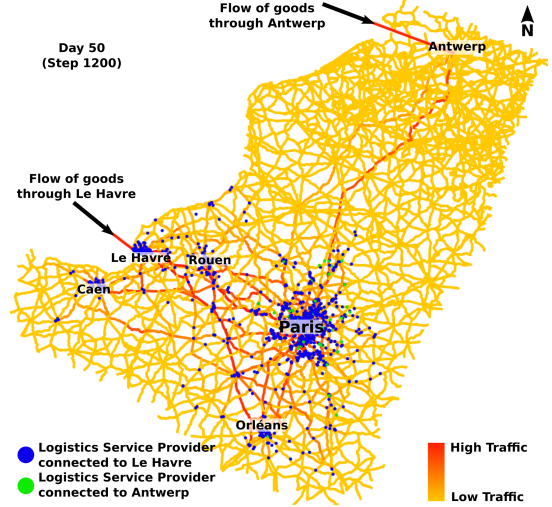 Flow of goods
through Antwerp
N
Antwerp
Day 50
(Step 1200)
Flow of goods
through Le Havre
Le Havre
Rouen
Caen
Paris
Orléans
Logistics Service Provider
connected to Le Havre
Logistics Service Provider
connected to Antwerp
High Traffic
Low Traffic